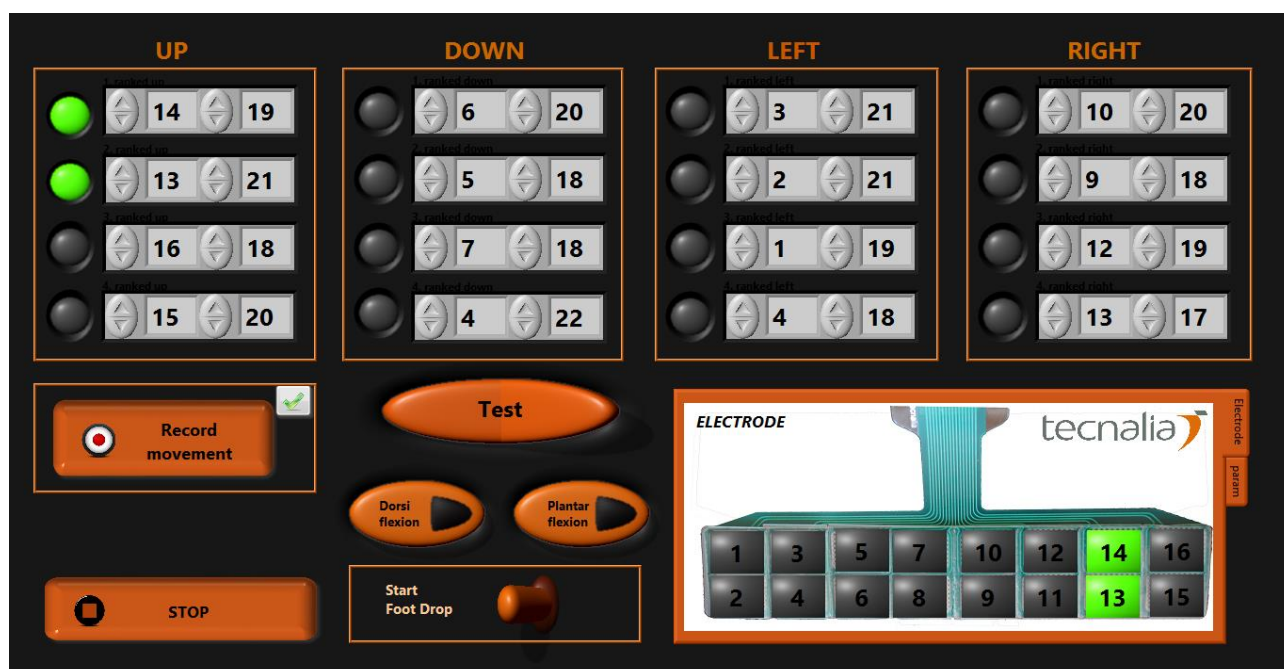 UP
DOWN
LEFT
RIGHT
1. ranked up
14 19
2. ranked up
13 21
3. ranked up
16 18
4. ranked up
15 20
1. ranked down
6 20
2. ranked down
5 18
3. ranked down
7 18
4. ranked down
4 22
1. ranked left
3 21
2. ranked left
2 21
3. ranked left
1 19
4. ranked left
4 18
1. ranked right
10 20
2. ranked right
9 18
3. ranked right
12 19
4. ranked right
13 17
Record
movement
STOP
Test
Dorsi
flexion
Plantar
flexion
Start
Foot Drop
ELECTRODE
tecnalia
1 3 5 7 10 12 14 16
2 4 6 8 9 11 13 15
Electrode
param